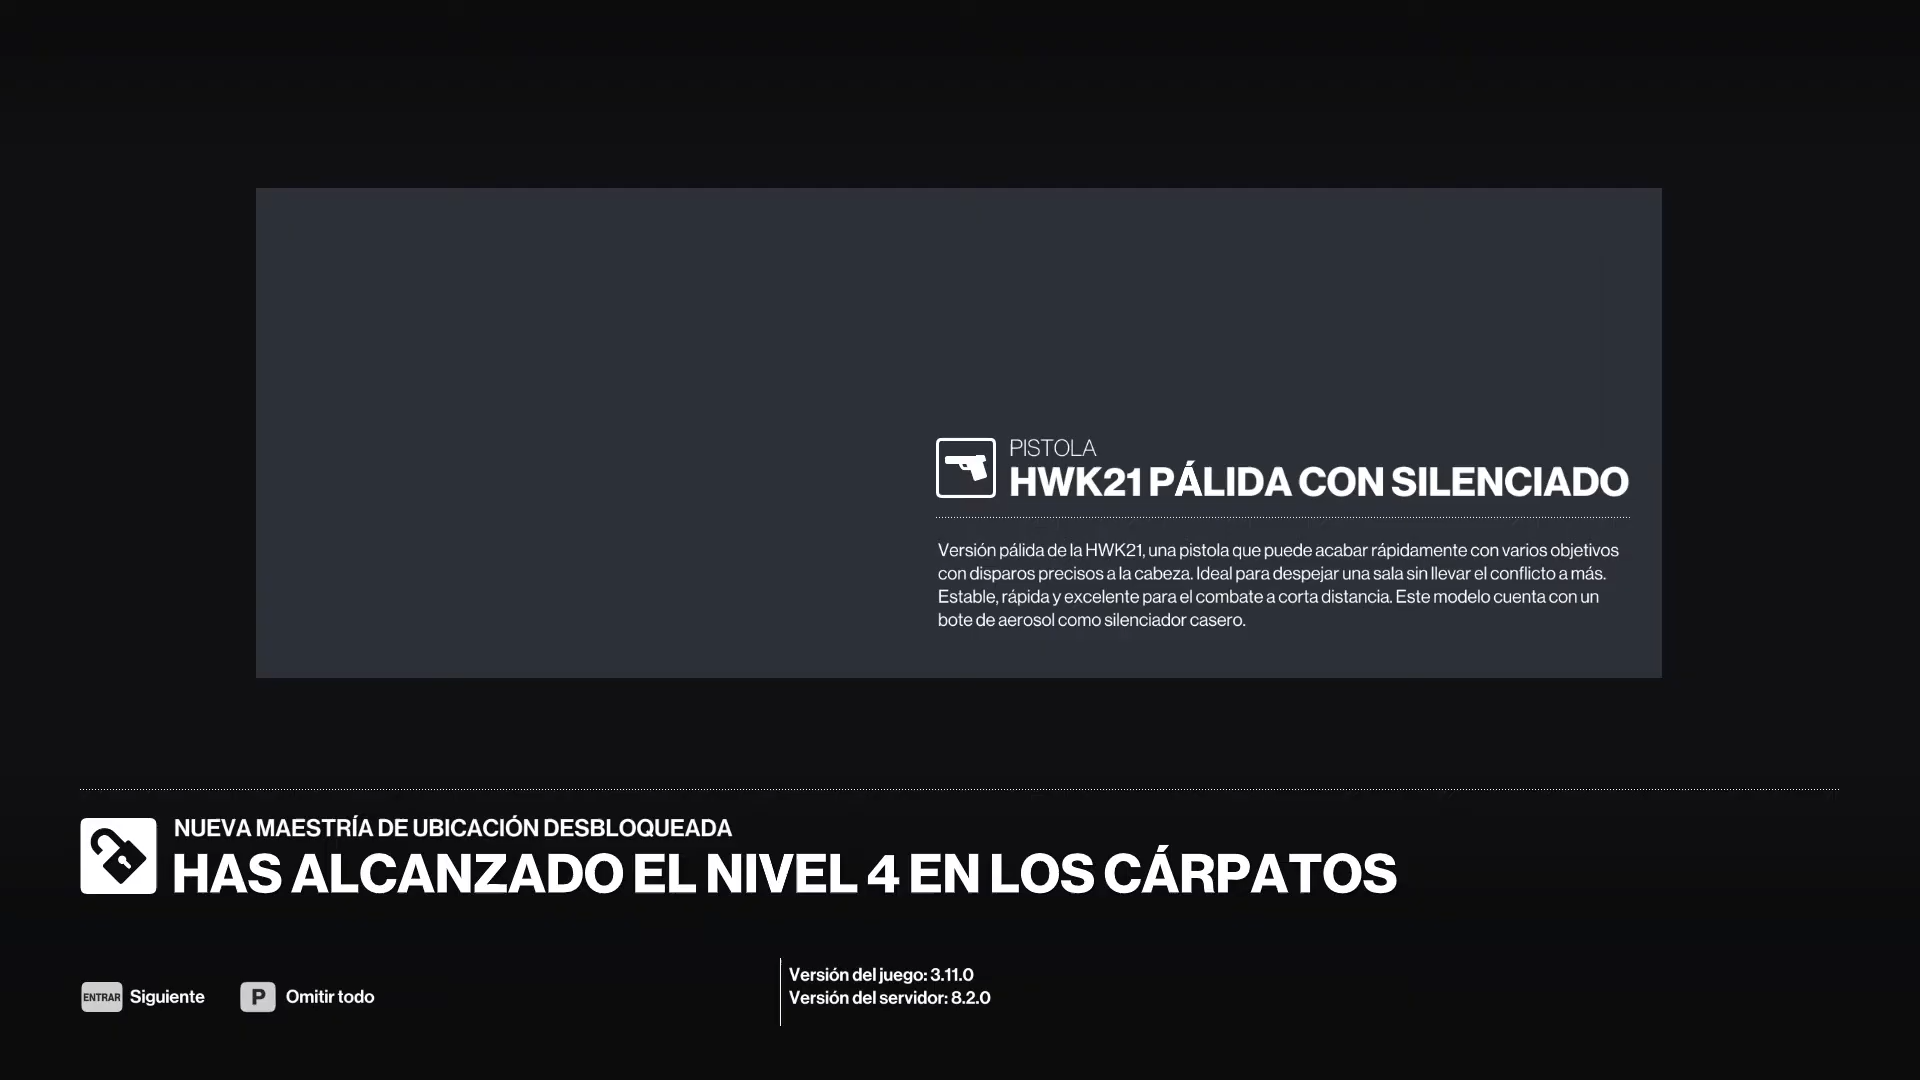 PISTOLA
HWK21 PÁLIDA CON SILENCIADO
Versión pálida de la HWK21, una pistola que puede acabar rápidamente con varios objetivos
con disparos precisos a la cabeza. Ideal para despejar una sala sin llevar el conflicto a más.
Estable, rápida y excelente para el combate a corta distancia. Este modelo cuenta con un
bote de aerosol como silenciador casero.
NUEVA MAESTRÍA DE UBICACIÓN DESBLOQUEADA
HAS ALCANZADO EL NIVEL 4 EN LOS CÁRPATOS
ENTRAR Siguiente
P Omitir todo
Versión del juego: 3.11.0
Versión del servidor: 8.2.0